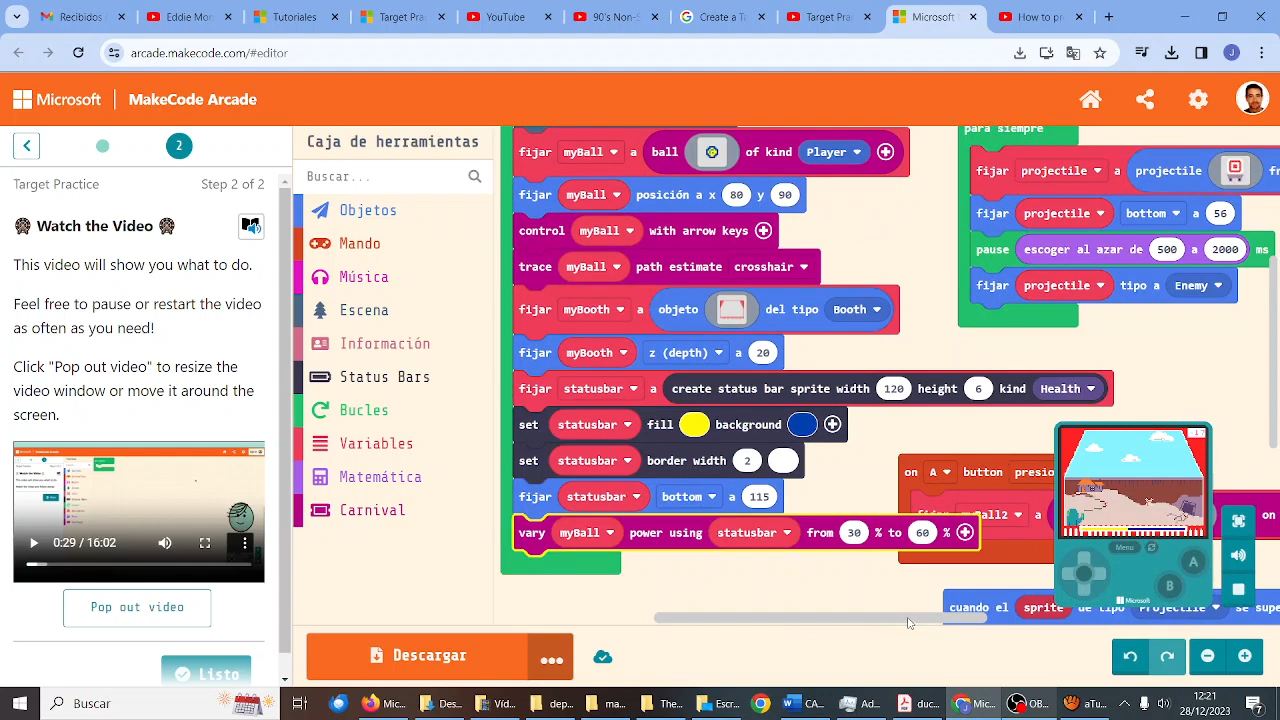 Recibido
Tutoriales
Target Pra
YouTube
90's Non
Create a T
Target Pra
Microsoft
How to pr
arcade.makecode.com/#editor
J
Microsoft
MakeCode Arcade
2
Target Practice
Step 2 of 2
Watch the Video
This video will show you what to do.
Feel free to pause or restart the video
as often as you need!
Click "Pop out video" to resize the
video window or move it around the
screen.
0:29 / 16:02
Pop out video
Listo
Caja de herramientas
Buscar...
Objetos
Mando
Música
Escena
Información
Status Bars
Bucles
Variables
Matemática
Carnival
fijar myBall a ball of kind Player
fijar myBall posición a x 80 y 90
control myBall with arrow keys
trace myBall path estimate crosshair
fijar myBooth a objeto del tipo Booth
fijar myBooth z (depth) a 20
fijar statusbar a create status bar sprite width 120 height 6 kind Health
set statusbar fill background
set statusbar border width 2
fijar statusbar bottom a 115
vary myBall power using statusbar from 30 % to 60 %
para siempre
fijar projectile a projectile
fijar projectile bottom a 56
pause escoger al azar de 500 a 2000 ms
fijar projectile tipo a Enemy
on A button presio
myBall2 a
on
cuando el sprite de tipo Projectile se supe
Menu
A
B
Microsoft
Descargar
Buscar
12:21
28/12/2023